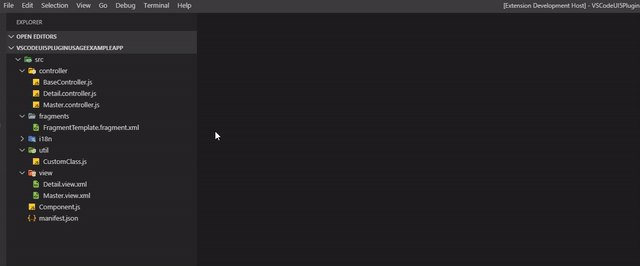 File Edit Selection View Go Debug Terminal Help [Extension Development Host] - VSCodeUI5Plugin
EXPLORER
OPEN EDITORS
VSCODEUI5PLUGINUSAGEEXAMPLEAPP
src
controller
BaseController.js
Detail.controller.js
Master.controller.js
fragments
FragmentTemplate.fragment.xml
i18n
util
CustomClass.js
view
Detail.view.xml
Master.view.xml
Component.js
manifest.json